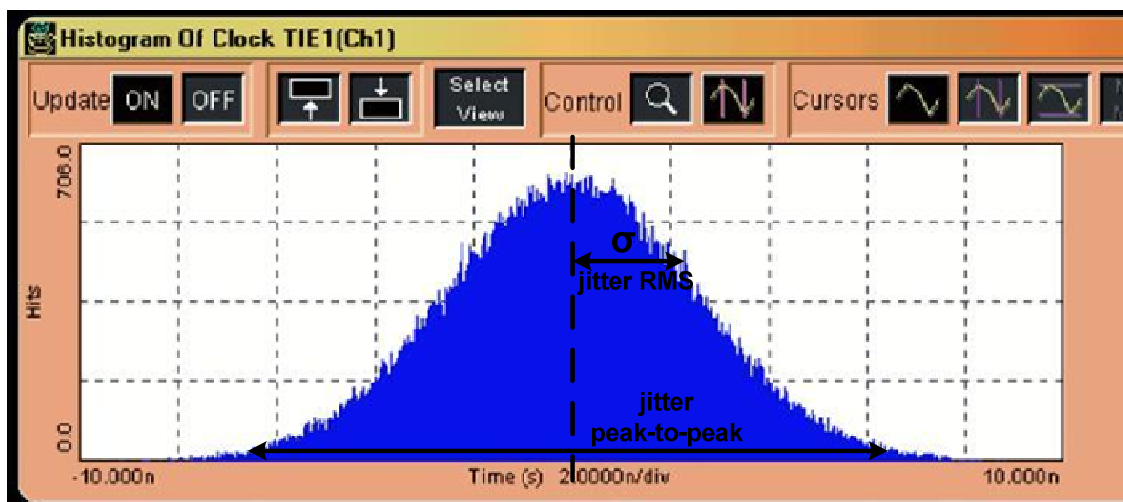 Histogram Of Clock TIE1(Ch1)
Update ON OFF Select View Control Cursors
706.0
Hits
0.0
σ
jitter RMS
jitter
peak-to-peak
-10.000n Time (s) 2.0000n/div 10.000n